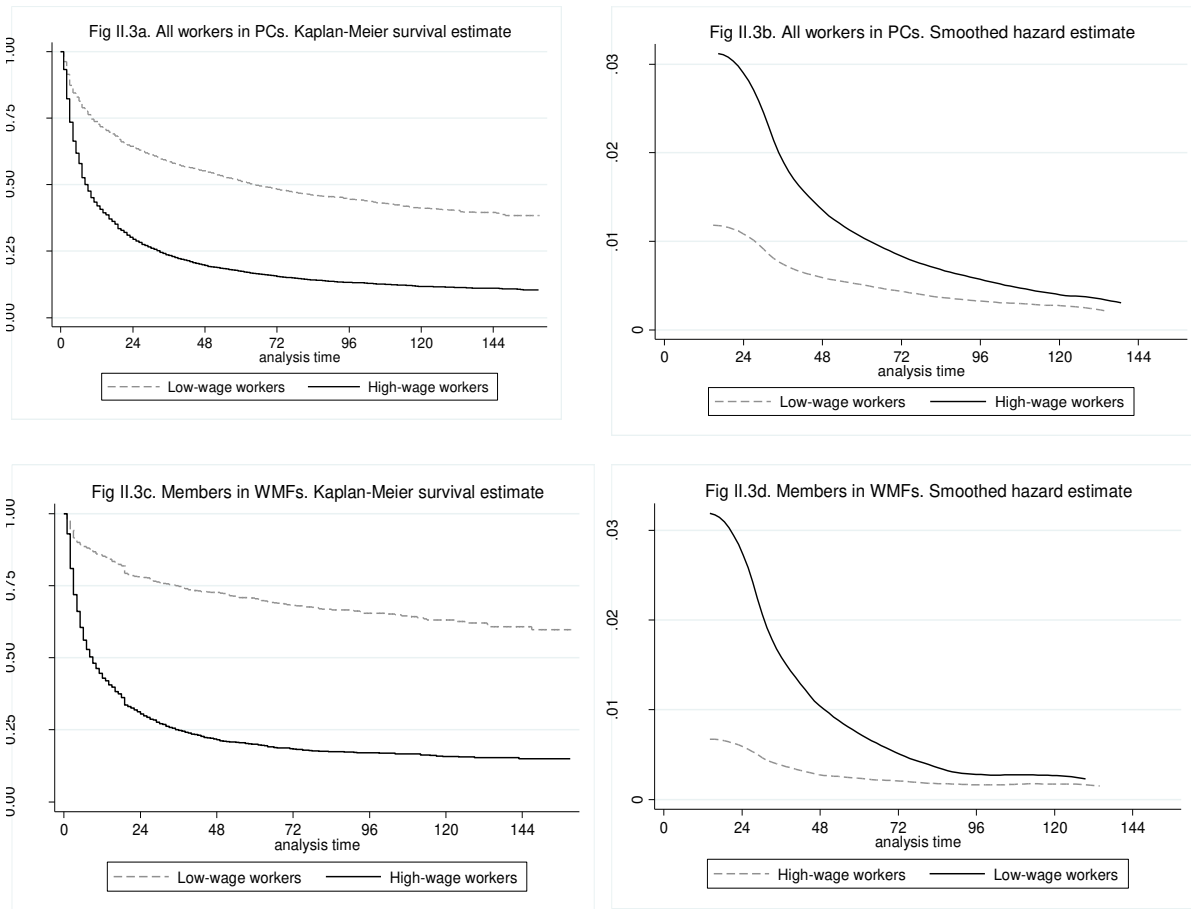 Fig II.3a. All workers in PCs. Kaplan-Meier survival estimate
1.00
0.75
0.50
0.25
0.00
0 24 48 72 96 120 144
analysis time
Low-wage workers High-wage workers
Fig II.3b. All workers in PCs. Smoothed hazard estimate
.03
.02
.01
0
0 24 48 72 96 120 144
analysis time
Low-wage workers High-wage workers
Fig II.3c. Members in WMFs. Kaplan-Meier survival estimate
1.00
0.75
0.50
0.25
0.00
0 24 48 72 96 120 144
analysis time
Low-wage workers High-wage workers
Fig II.3d. Members in WMFs. Smoothed hazard estimate
.03
.02
.01
0
0 24 48 72 96 120 144
analysis time
High-wage workers Low-wage workers